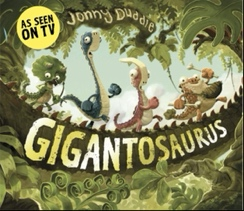 AS SEEN
ON TV
Jonny Duddle
GIGANTOSAURUS